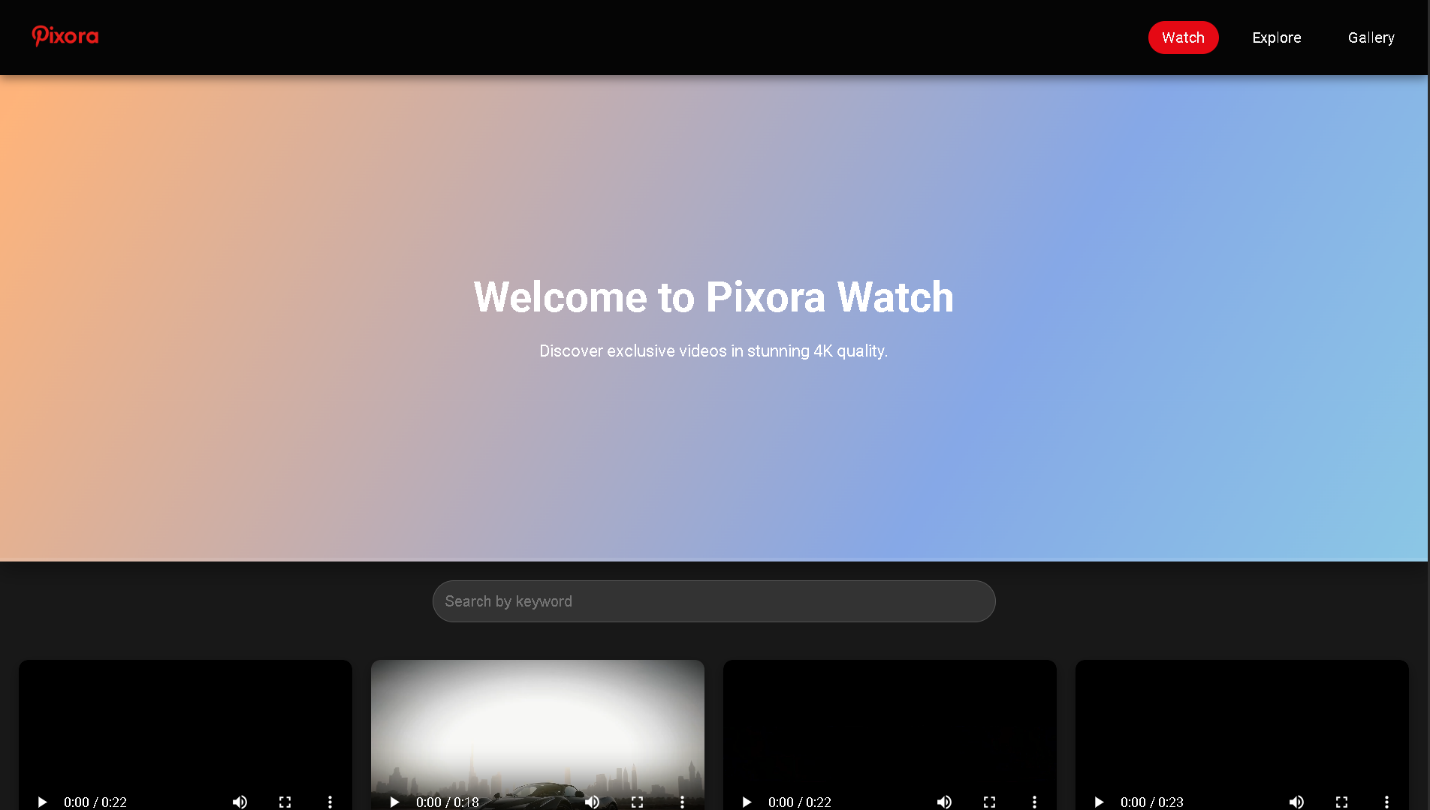 Pixora
Watch
Explore
Gallery
Welcome to Pixora Watch
Discover exclusive videos in stunning 4K quality.
Search by keyword
0:00 / 0:22
0:00 / 0:18
0:00 / 0:22
0:00 / 0:23